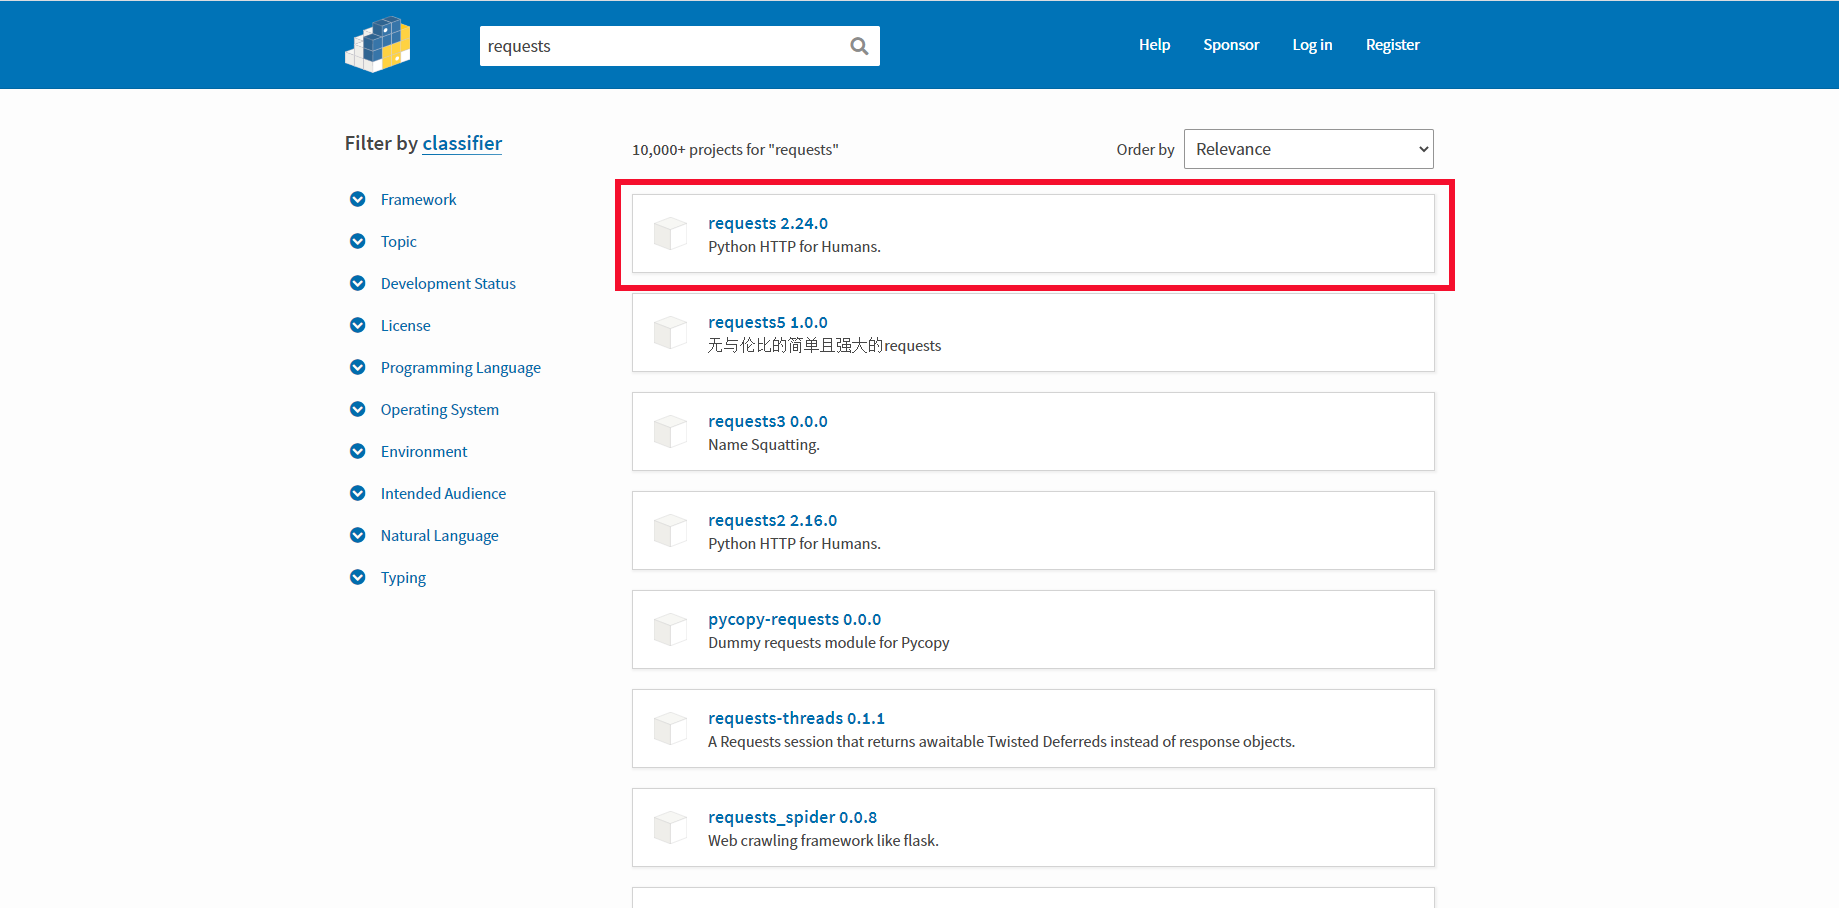 requests
Help
Sponsor
Log in
Register
Filter by classifier
Framework
Topic
Development Status
License
Programming Language
Operating System
Environment
Intended Audience
Natural Language
Typing
10,000+ projects for "requests"
Order by
Relevance
requests 2.24.0
Python HTTP for Humans.
requests5 1.0.0
无与伦比的简单且强大的requests
requests3 0.0.0
Name Squatting.
requests2 2.16.0
Python HTTP for Humans.
pycopy-requests 0.0.0
Dummy requests module for Pycopy
requests-threads 0.1.1
A Requests session that returns awaitable Twisted Deferreds instead of response objects.
requests_spider 0.0.8
Web crawling framework like flask.